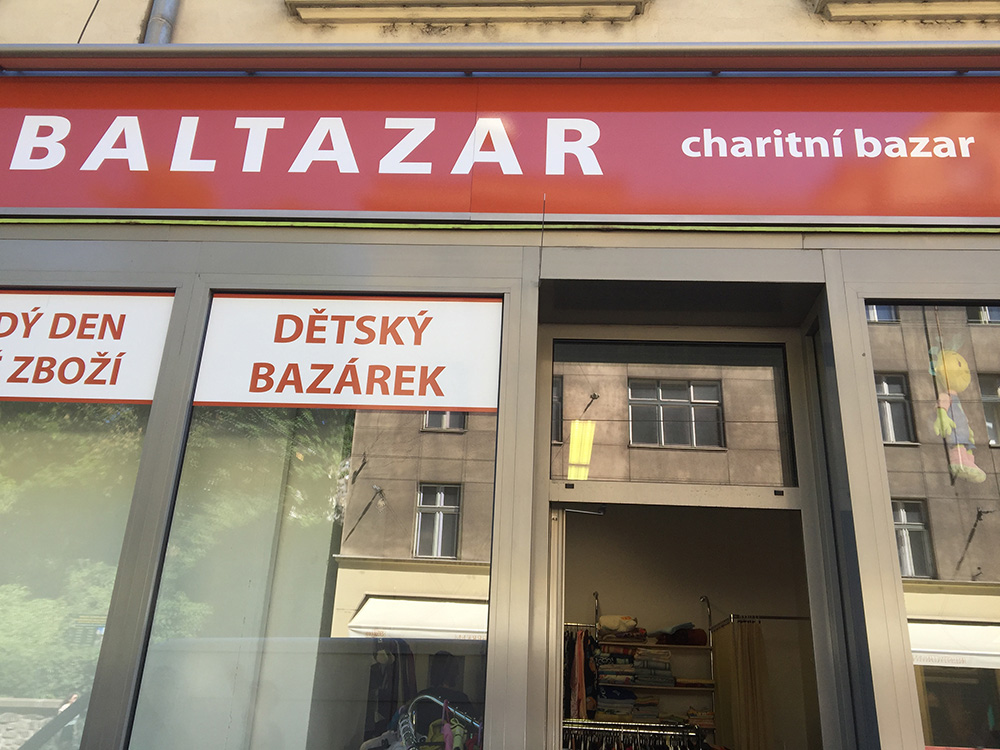 BALTAZAR charitní bazar
DÝ DEN
ZBOŽÍ
DĚTSKÝ
BAZÁREK